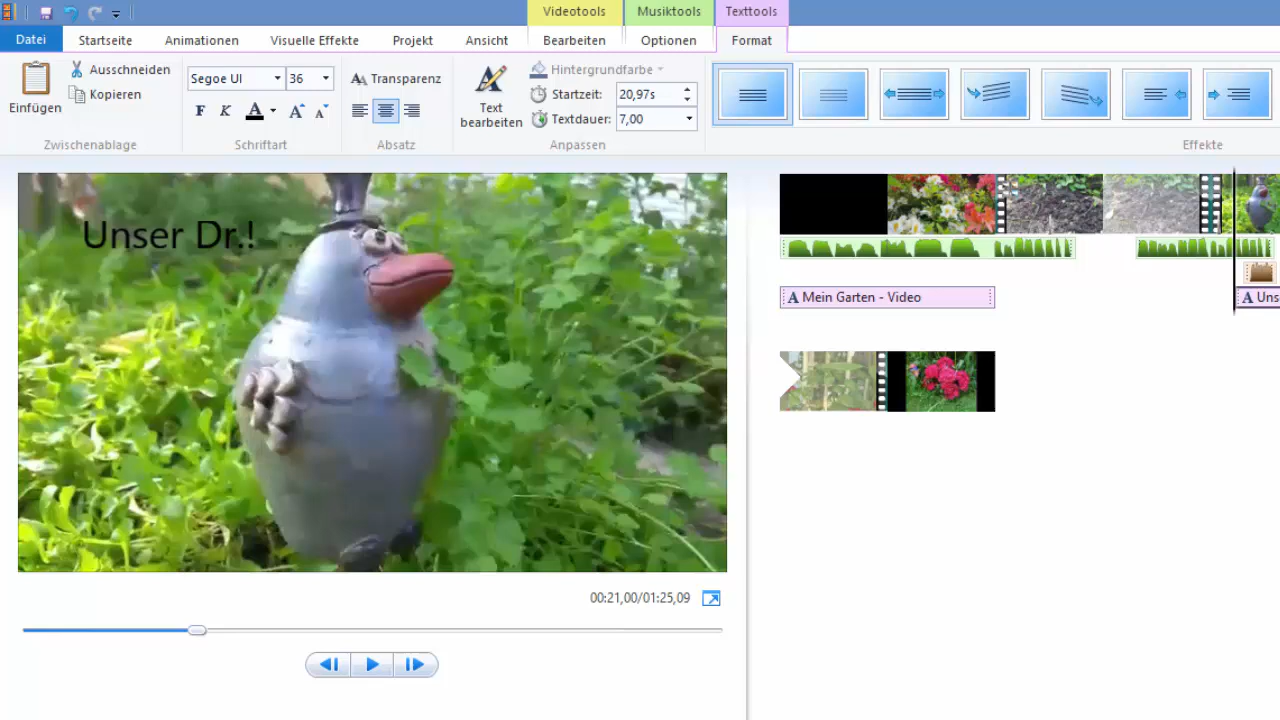 Videotools Musiktools Texttools
Datei Startseite Animationen Visuelle Effekte Projekt Ansicht Bearbeiten Optionen Format
Einfügen
Ausschneiden
Kopieren
Zwischenablage
Segoe UI 36
F K A A A
Schriftart
AA Transparenz
Absatz
A Text bearbeiten
Hintergrundfarbe
Startzeit: 20,97s
Textdauer: 7,00
Anpassen
Effekte
Unser Dr.!
00:21,00/01:25,09
A Mein Garten - Video
A Uns